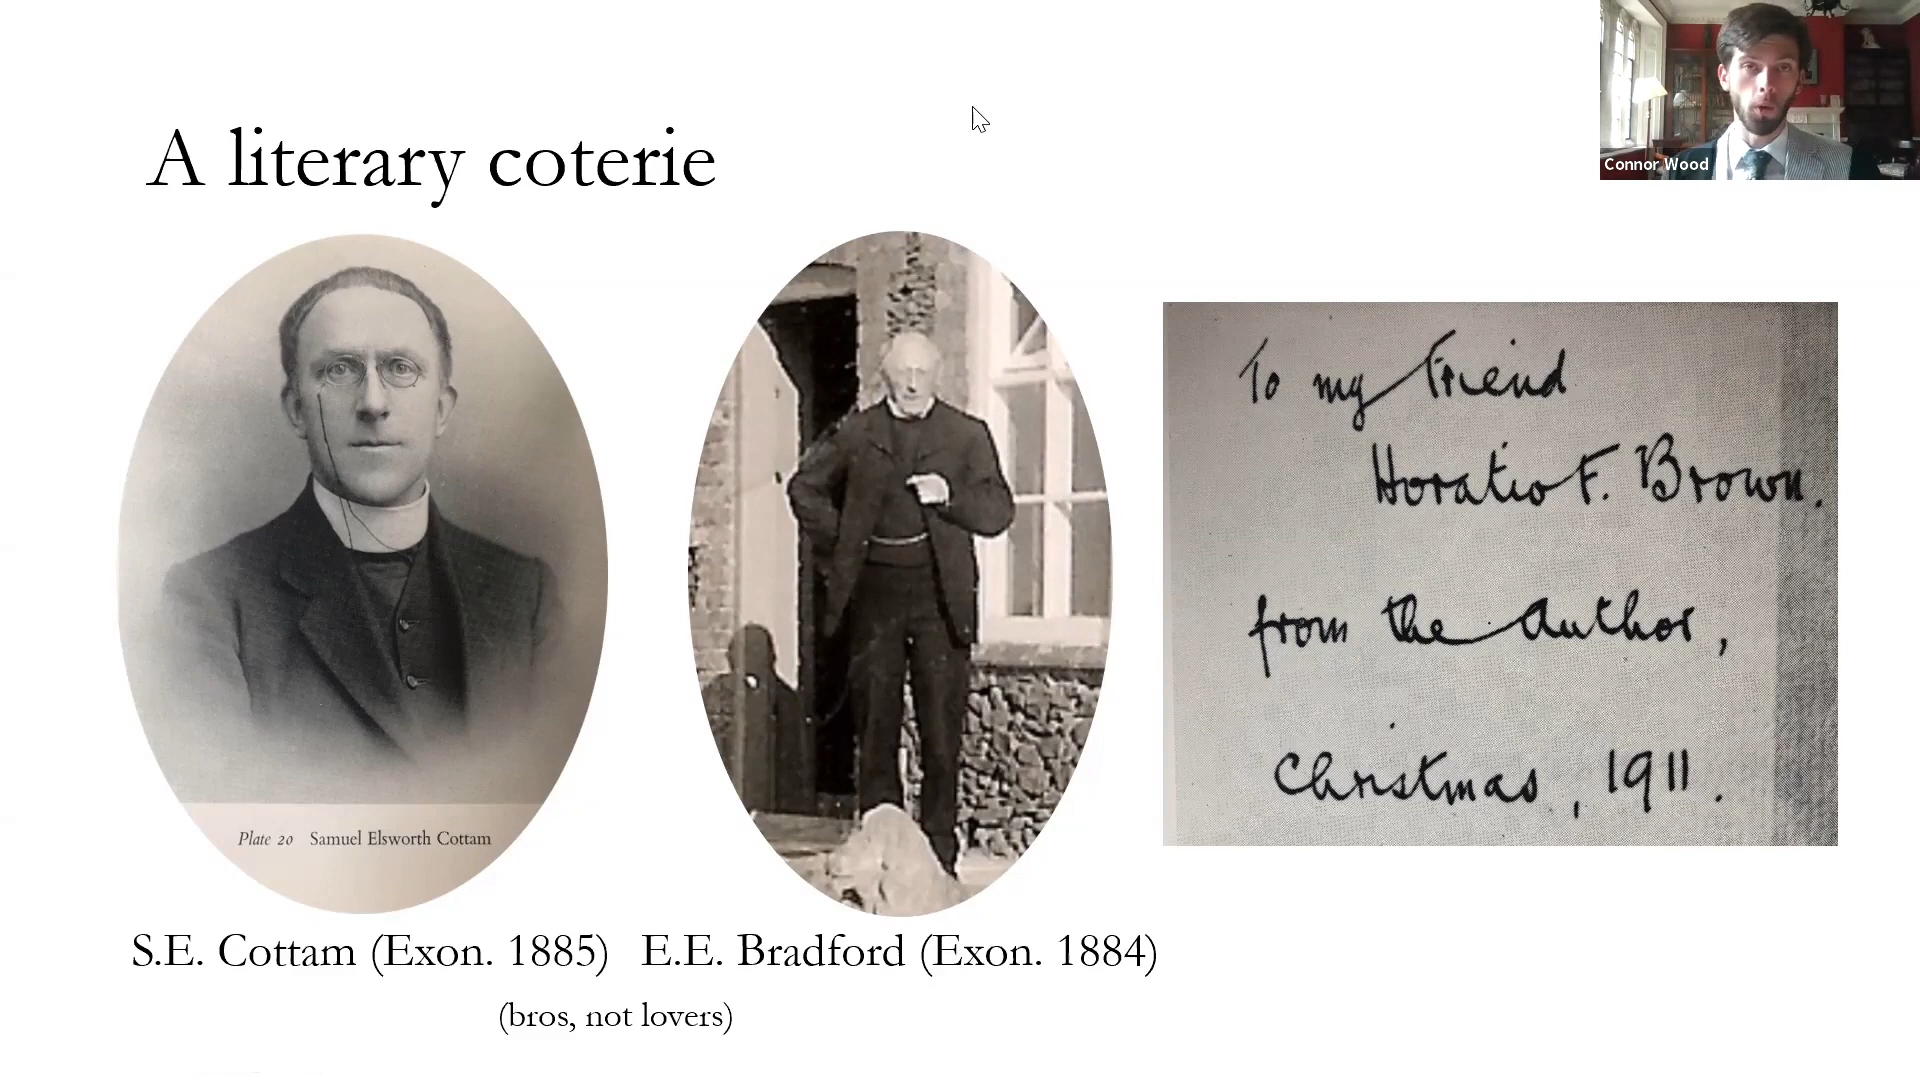 Connor Wood
A literary coterie
Plate 20 Samuel Elsworth Cottam
To my Friend
Horatio F. Brown.
from the Author,
Christmas, 1911.
S.E. Cottam (Exon. 1885) E.E. Bradford (Exon. 1884)
(bros, not lovers)